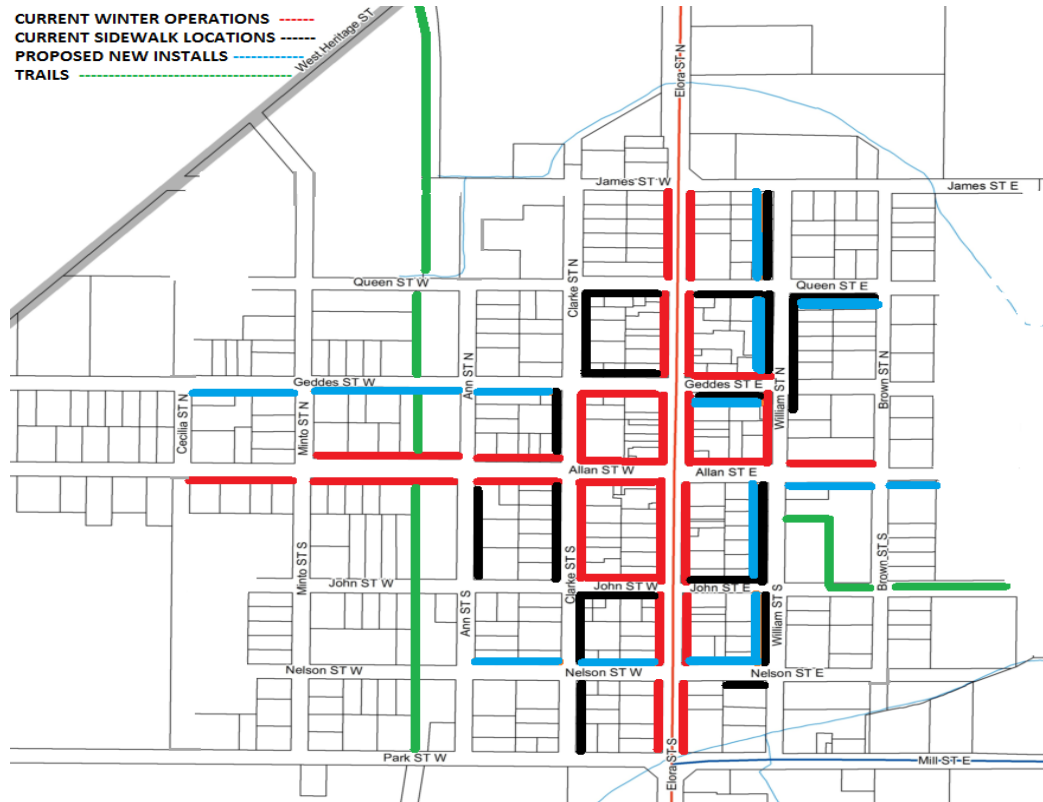 CURRENT WINTER OPERATIONS ------
CURRENT SIDEWALK LOCATIONS -----
PROPOSED NEW INSTALLS -------------
TRAILS -----------------------------------
West Heritage ST
Elora ST N
James ST W
James ST E
Queen ST W
Clarke ST N
Queen ST E
Geddes ST W
Ann ST N
Geddes ST E
William ST N
Brown ST N
Cecilia ST N
Minto ST N
Allan ST W
Allan ST E
Minto ST S
John ST W
Ann ST S
Clarke ST S
John ST W
John ST E
William ST S
Brown ST S
Nelson ST W
Nelson ST W
Nelson ST E
Park ST W
Elora ST S
Mill ST E